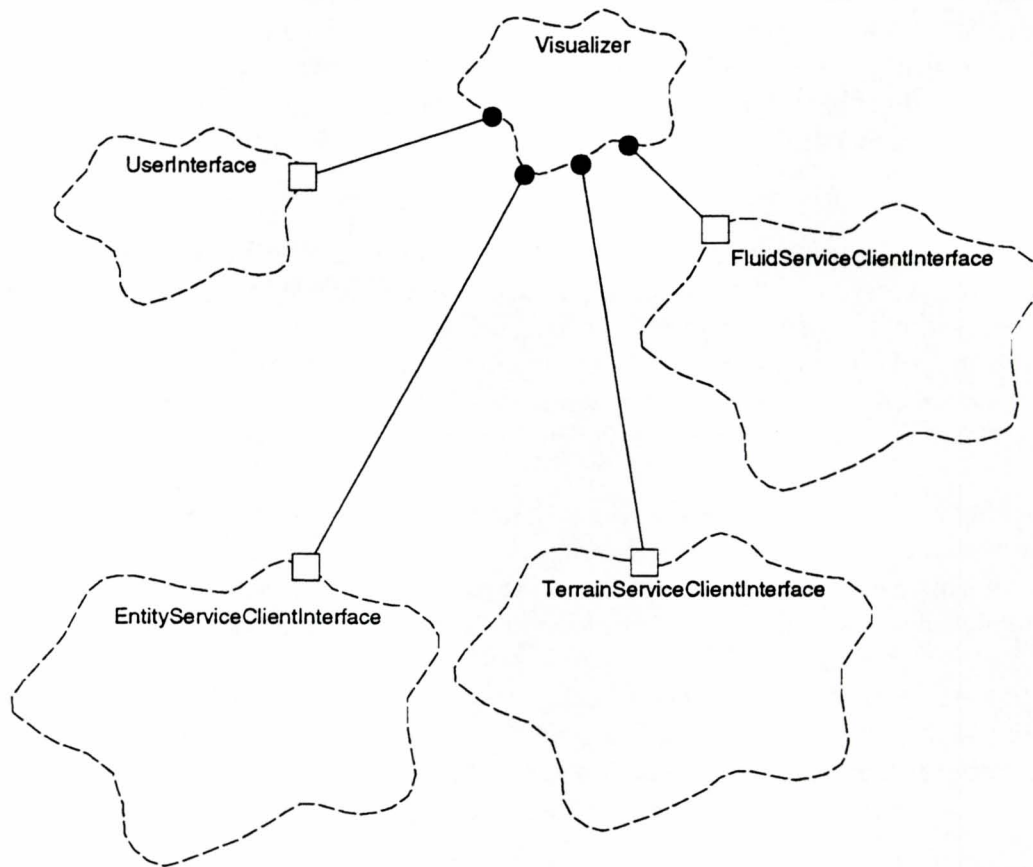 Visualizer
UserInterface
FluidServiceClientInterface
TerrainServiceClientInterface
EntityServiceClientInterface